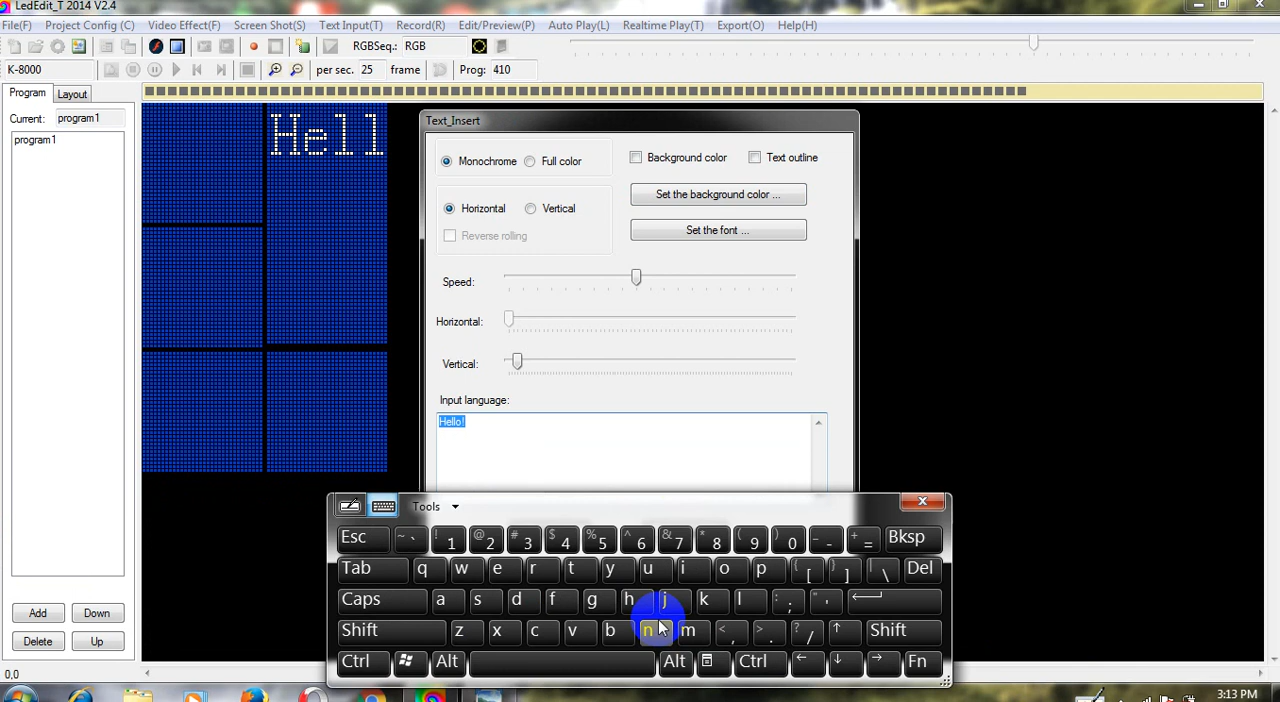 LedEdit_T 2014 V2.4
File(F) Project Config (C) Video Effect(F) Screen Shot(S) Text Input(T) Record(R) Edit/Preview(P) Auto Play(L) Realtime Play(T) Export(O) Help(H)
RGBSeq.: RGB
K-8000 per sec. 25 frame Prog: 410
Program Layout
Current: program1
program1
Hell
Text_Insert
Monochrome Full color Background color Text outline
Set the background color ...
Horizontal Vertical
Set the font ...
Reverse rolling
Speed:
Horizontal:
Vertical:
Input language:
Hello!
Tools
Esc ~ ` ! 1 @ 2 # 3 $ 4 % 5 ^ 6 & 7 * 8 ( 9 ) 0 _ - + = Bksp
Tab q w e r t y u i o p { [ } ] | \ Del
Caps a s d f g h j k l : ; " '
Shift z x c v b n m < , > . ? / Shift
Ctrl Alt Alt Ctrl Fn
Add Down
Delete Up
0,0
3:13 PM